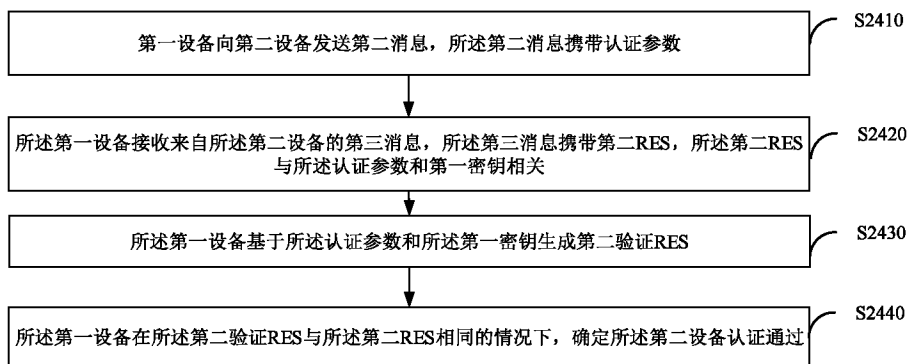 第一设备向第二设备发送第二消息，所述第二消息携带认证参数
S2410
所述第一设备接收来自所述第二设备的第三消息，所述第三消息携带第二RES，所述第二RES
与所述认证参数和第一密钥相关
S2420
所述第一设备基于所述认证参数和所述第一密钥生成第二验证RES
S2430
所述第一设备在所述第二验证RES与所述第二RES相同的情况下，确定所述第二设备认证通过
S2440